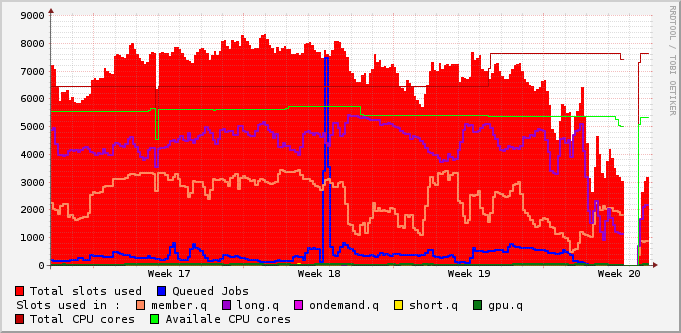 9000
8000
7000
6000
5000
4000
3000
2000
1000
0
Week 17 Week 18 Week 19 Week 20
RRDTOOL / TOBI OETIKER
Total slots used Queued Jobs
Slots used in : member.q long.q ondemand.q short.q gpu.q
Total CPU cores Availale CPU cores